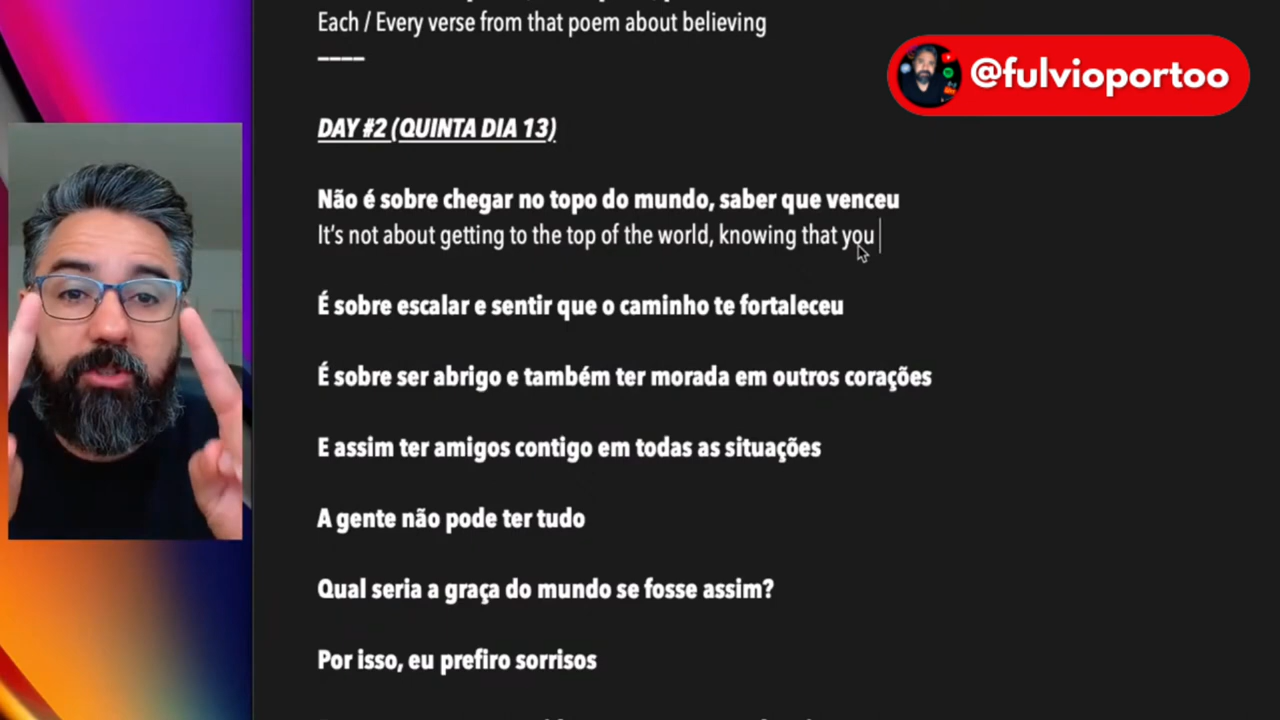 Each / Every verse from that poem about believing
––––
@fulvioportoo
DAY #2 (QUINTA DIA 13)
Não é sobre chegar no topo do mundo, saber que venceu
It’s not about getting to the top of the world, knowing that you
É sobre escalar e sentir que o caminho te fortaleceu
É sobre ser abrigo e também ter morada em outros corações
E assim ter amigos contigo em todas as situações
A gente não pode ter tudo
Qual seria a graça do mundo se fosse assim?
Por isso, eu prefiro sorrisos